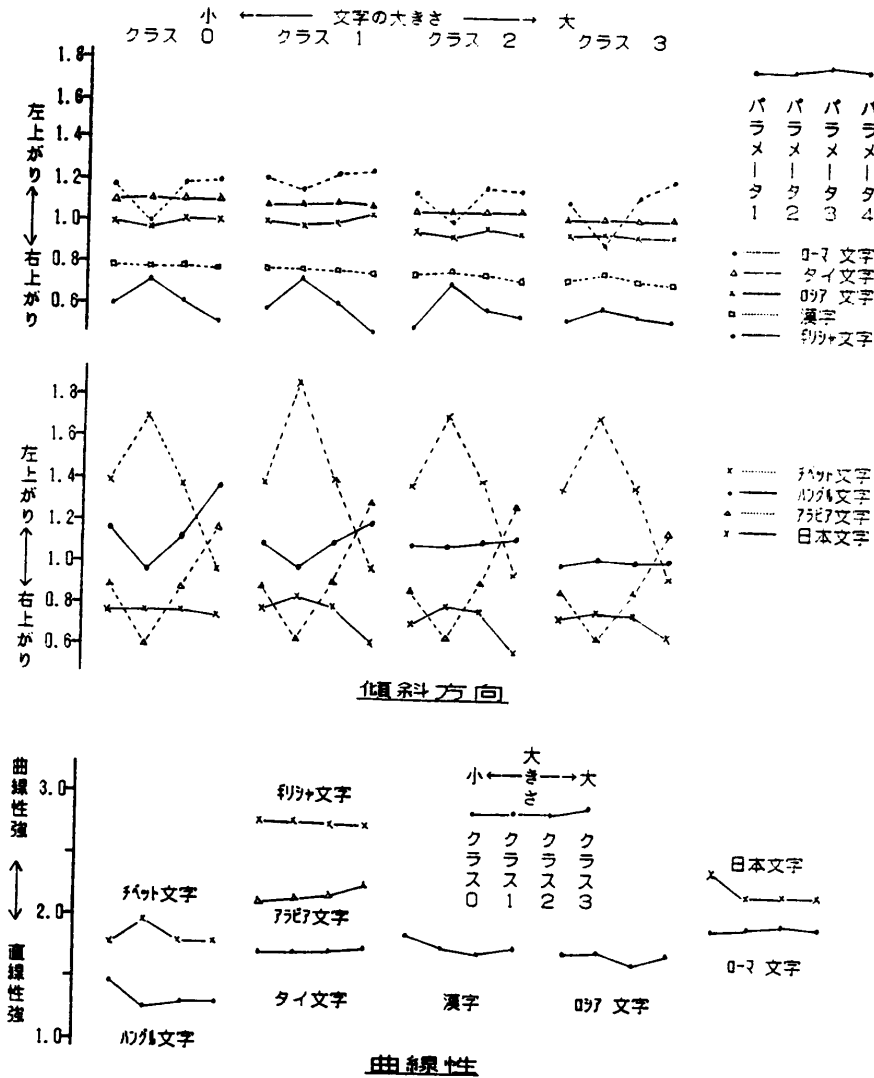 小 ←--- 文字の大きさ ---→ 大
クラス 0 クラス 1 クラス 2 クラス 3
1.8
1.6
1.4
1.2
1.0
0.8
0.6
左上がり ←→ 右上がり
パラメータ1
パラメータ2
パラメータ3
パラメータ4
ローマ 文字
タイ文字
ロシア 文字
漢字
ギリシャ文字
1.8
1.6
1.4
1.2
1.0
0.8
0.6
左上がり ←→ 右上がり
チベット文字
ハングル文字
アラビア文字
日本文字
傾斜方向
曲線性強 ←→ 直線性強
3.0
2.0
1.0
小 ←大きさ→ 大
クラス0
クラス1
クラス2
クラス3
ギリシャ文字
チベット文字
アラビア文字
日本文字
ハングル文字
タイ文字
漢字
ロシア 文字
ローマ 文字
曲線性